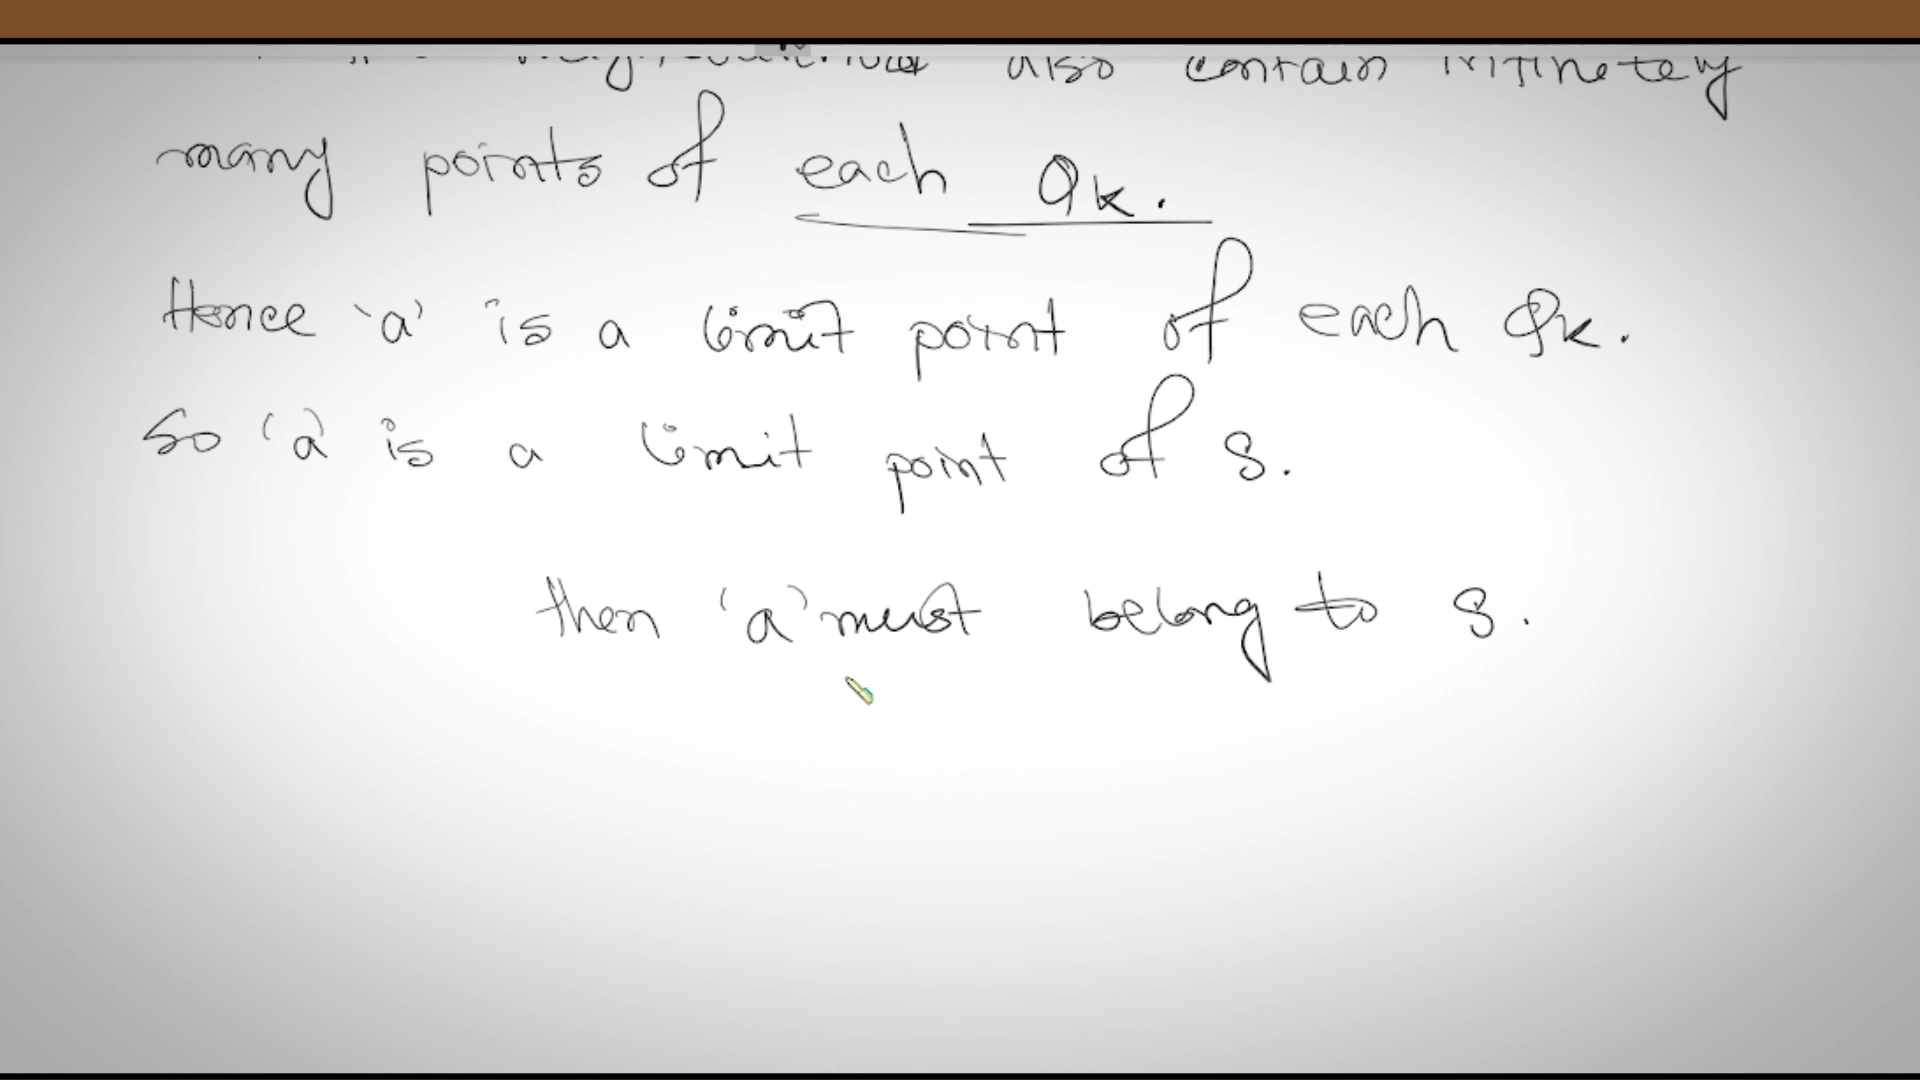 also contain infinetely
many points of each Qk.
Hence 'a' is a limit point of each Qk.
So 'a' is a limit point of S.
then 'a' must belong to S.